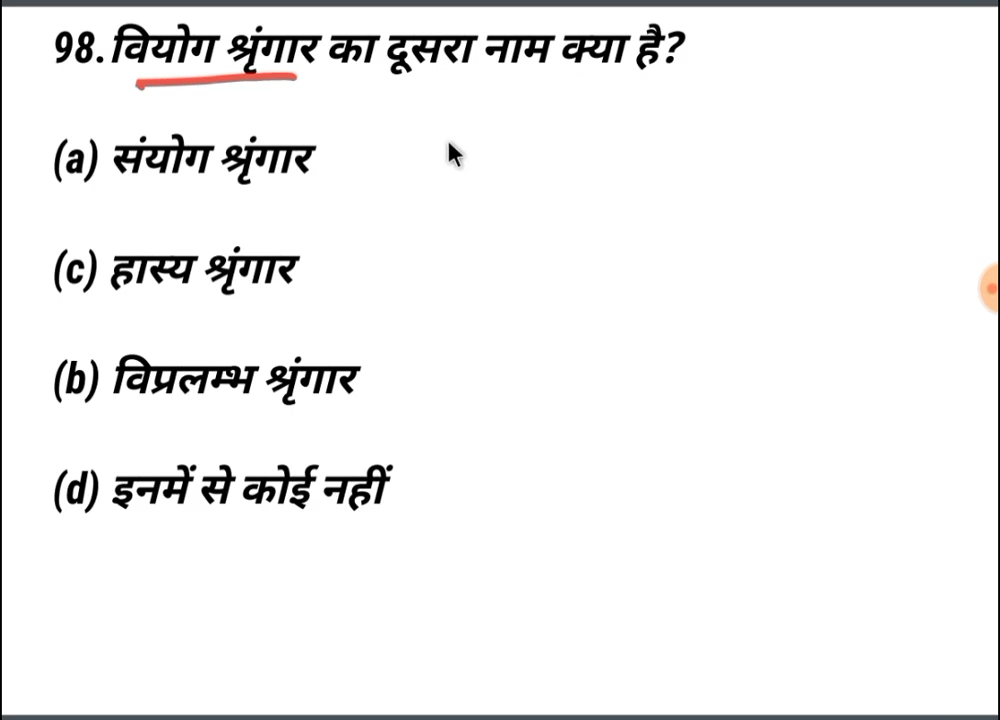 98. वियोग श्रृंगार का दूसरा नाम क्या है?
(a) संयोग श्रृंगार
(c) हास्य श्रृंगार
(b) विप्रलम्भ श्रृंगार
(d) इनमें से कोई नहीं